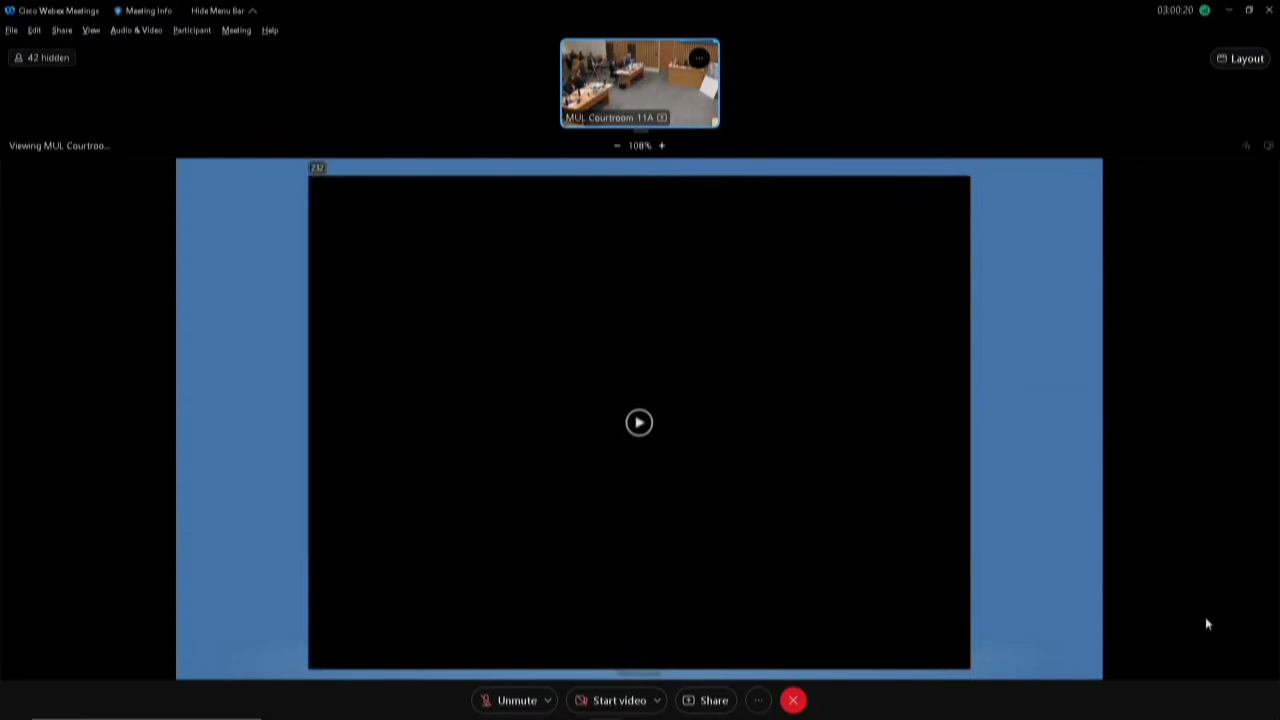 Cisco Webex Meetings Meeting Info Hide Menu Bar 03:00:20
File Edit Share View Audio & Video Participant Meeting Help
42 hidden
Layout
MUL Courtroom 11A
Viewing MUL Courtroo...
108%
232
Unmute Start video Share